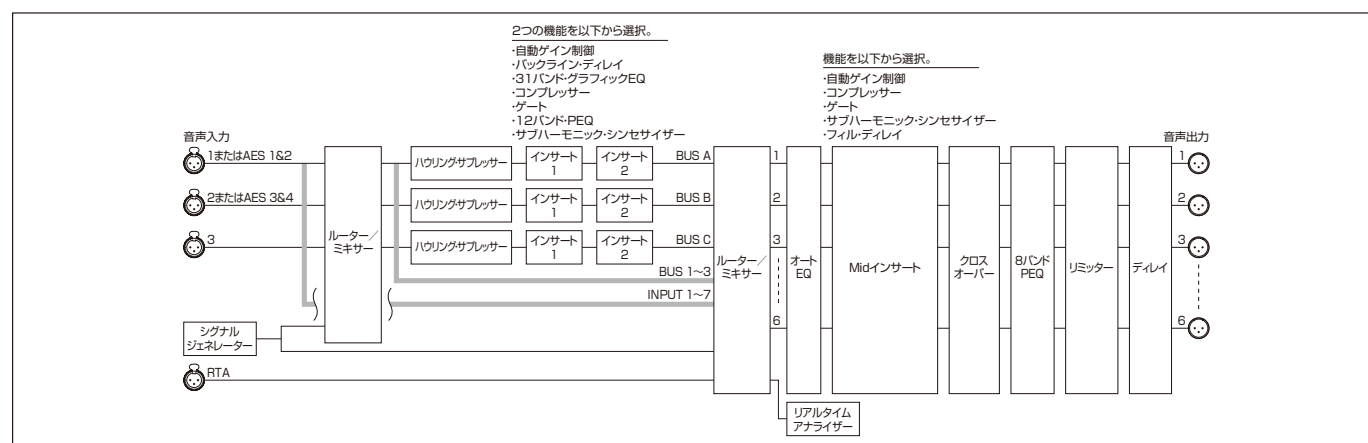 2つの機能を以下から選択。
・自動ゲイン制御
・バックライン・ディレイ
・31バンド・グラフィックEQ
・コンプレッサー
・ゲート
・12バンド・PEQ
・サブハーモニック・シンセサイザー
機能を以下から選択。
・自動ゲイン制御
・コンプレッサー
・ゲート
・サブハーモニック・シンセサイザー
・フィル・ディレイ
音声入力
1またはAES 1&2
2またはAES 3&4
3
シグナル
ジェネレーター
RTA
ルーター／
ミキサー
ハウリング・サプレッサー
インサート
1
インサート
2
BUS A
ハウリング・サプレッサー
インサート
1
インサート
2
BUS B
ハウリング・サプレッサー
インサート
1
インサート
2
BUS C
BUS 1～3
INPUT 1～7
ルーター／
ミキサー
リアルタイム
アナライザー
1
2
3
6
オート
EQ
Midインサート
クロス
オーバー
8バンド
PEQ
リミッター
ディレイ
音声出力
1
2
3
6